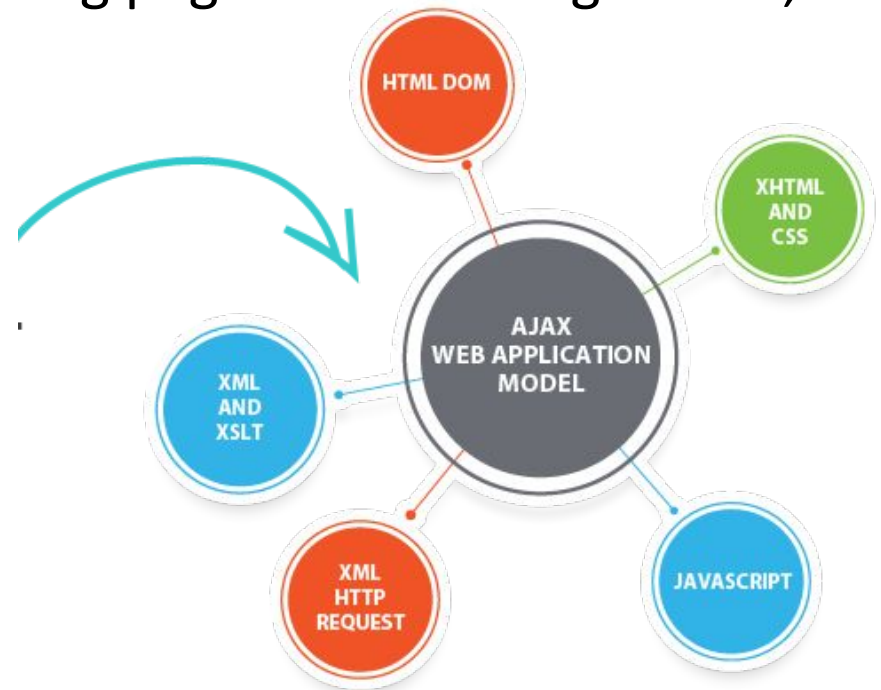 HTML DOM
XHTML
AND
CSS
AJAX
WEB APPLICATION
MODEL
XML
AND
XSLT
XML
HTTP
REQUEST
JAVASCRIPT